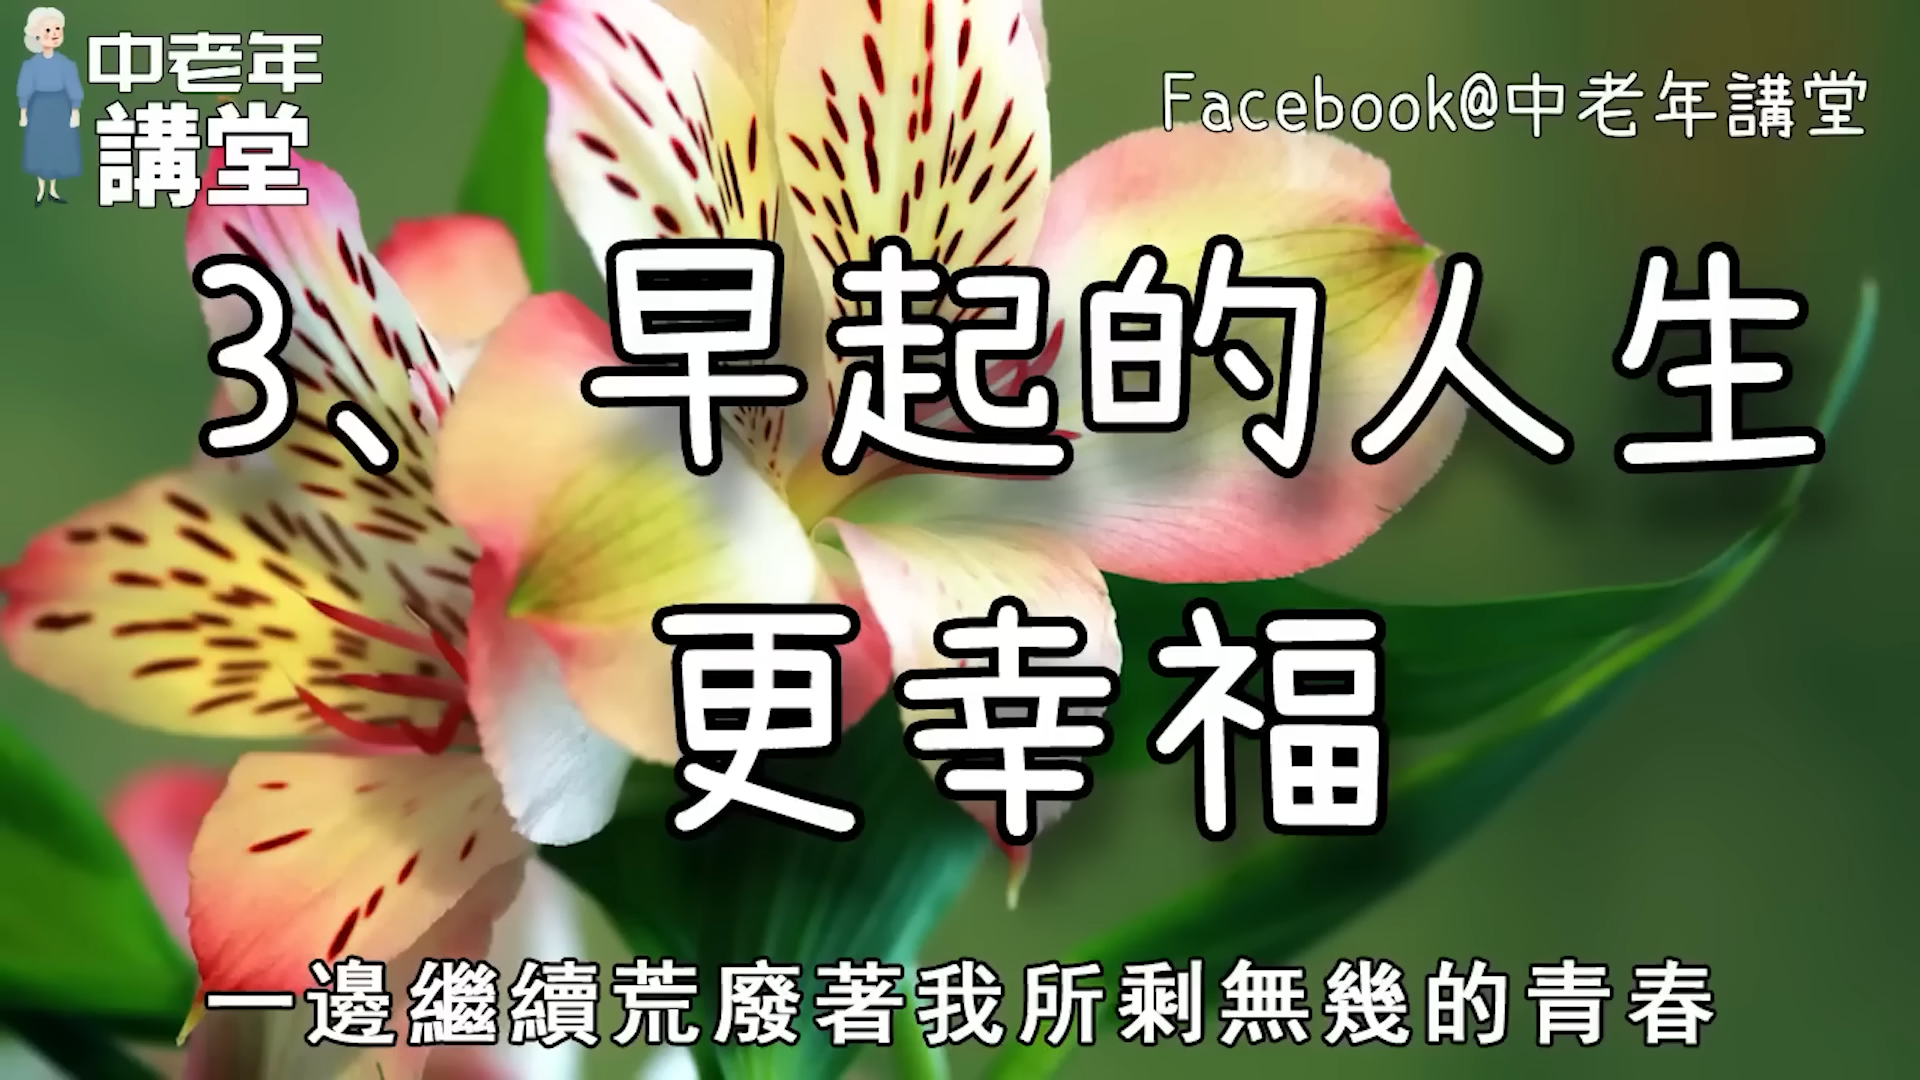 中老年
講堂
Facebook@中老年講堂
3、早起的人生
更幸福
一邊繼續荒廢著我所剩無幾的青春